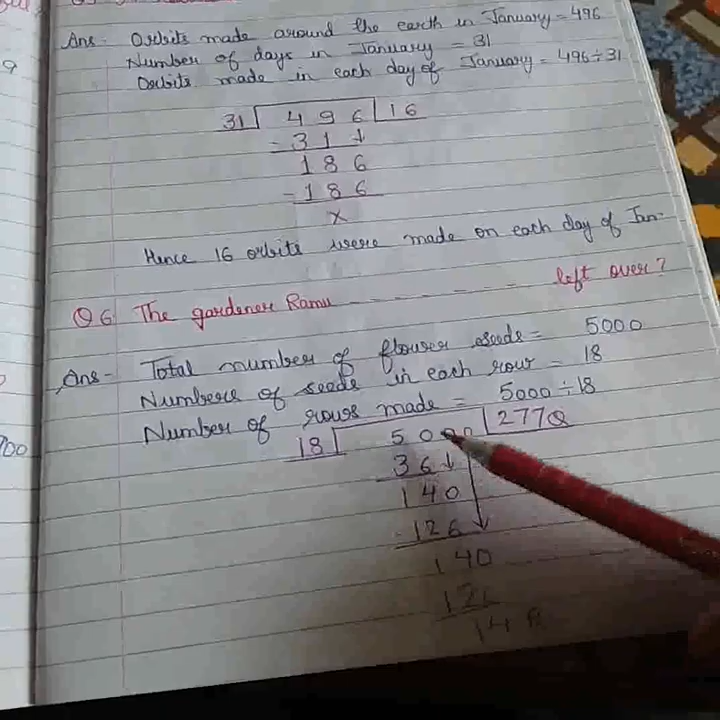 Ans- Orbits made around the earth in January = 496
Number of days in January = 31
Orbits made in each day of January = 496÷31
31 496 16
-31↓
186
-186
x
Hence 16 orbits were made on each day of Jan-
Q6 The gardener Ramu - - - - - - - left over?
Ans- Total number of flower seeds = 5000
Numbers of seeds in each row = 18
Number of rows made = 5000÷18
18 5000 277
36↓
140
-126
140